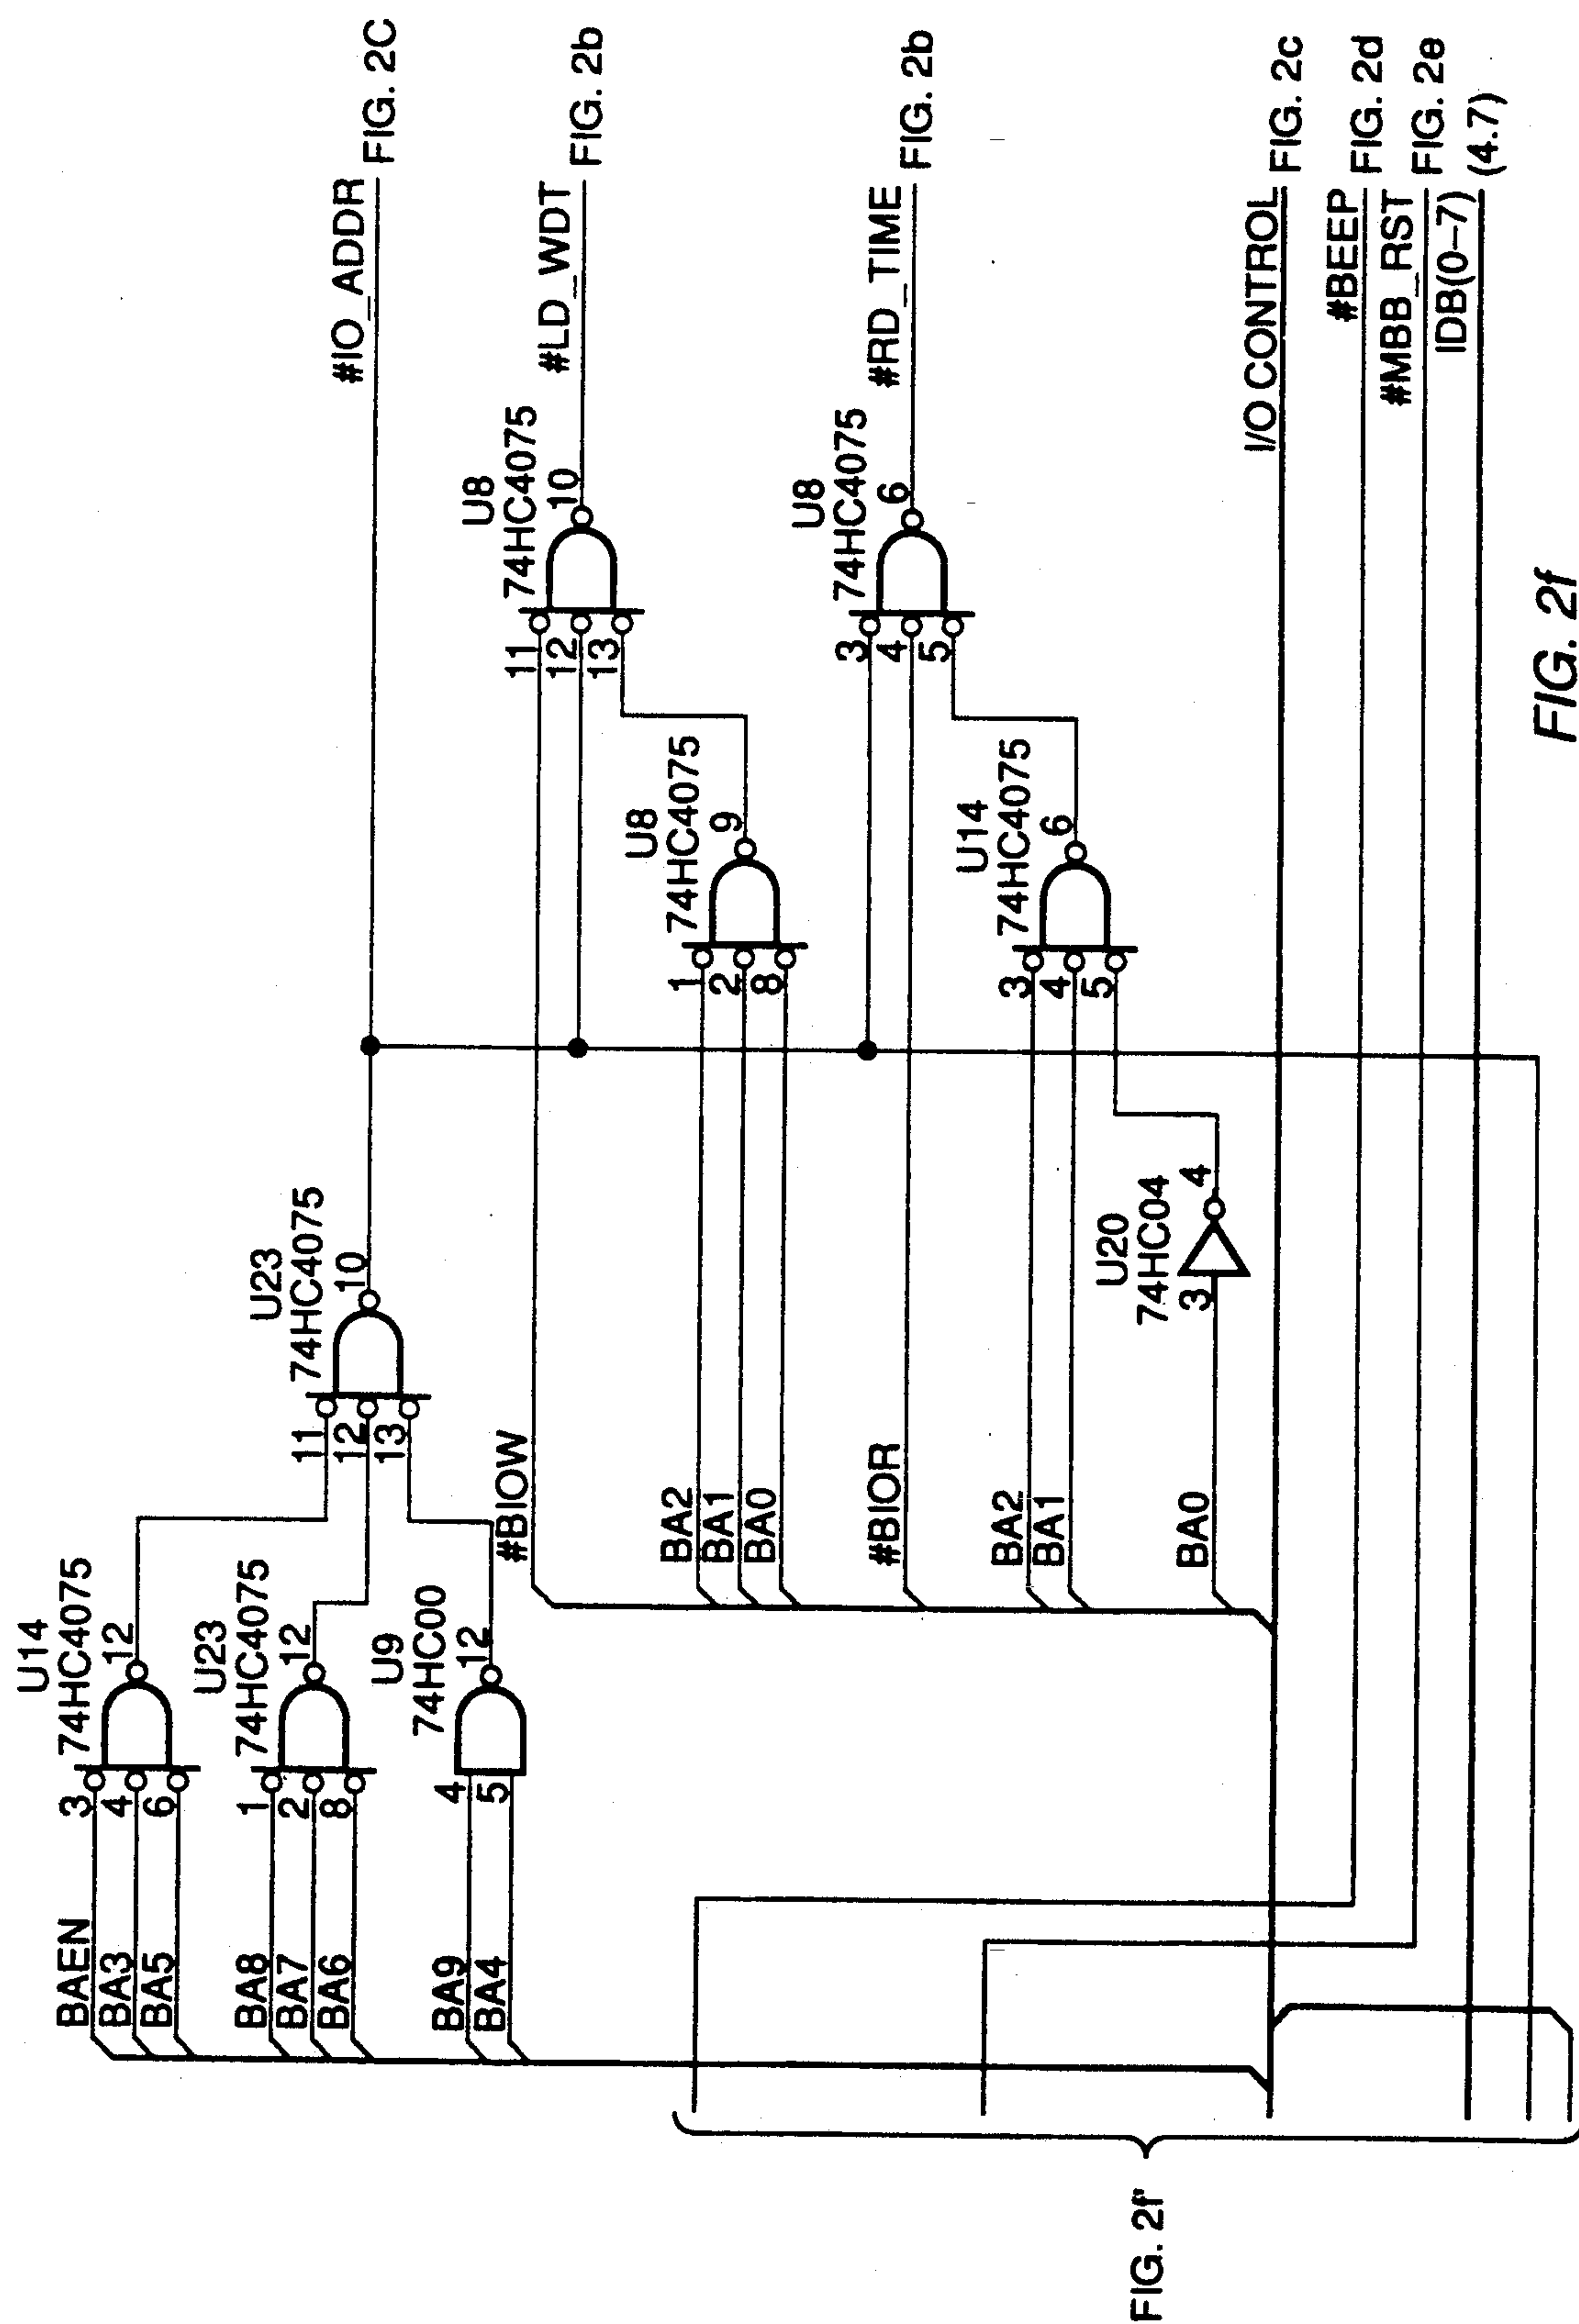 U14
74HC4075
BAEN 3
BA3 4 12
BA5 6
U23
74HC4075
BA8 1
BA7 2 12
BA6 8
U9
74HC00
BA9 4 12
BA4 5
U23
74HC4075
11
12 10
13
#IO_ADDR
FIG. 2C
#BIOW
U8
74HC4075
11
12 10
13
#LD_WDT
FIG. 2b
U8
74HC4075
BA2 1
BA1 2 9
BA0 8
#BIOR
U8
74HC4075
3
4 6
5
#RD_TIME
FIG. 2b
U14
74HC4075
BA2 3
BA1 4 6
5
U20
74HC04
BA0 3 4
I/O CONTROL FIG. 2c
#BEEP FIG. 2d
#MBB_RST FIG. 2e
IDB(0–7) (4.7)
FIG. 2f'
FIG. 2f